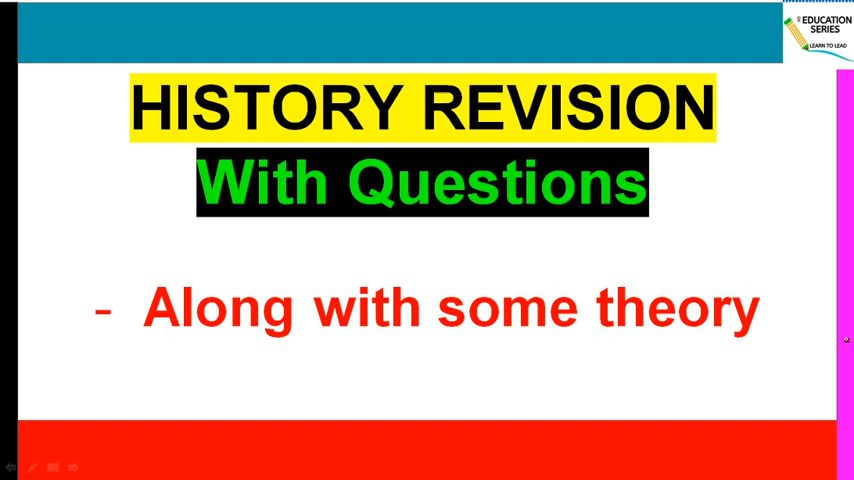 EDUCATION
SERIES
LEARN TO LEAD
HISTORY REVISION
With Questions
- Along with some theory